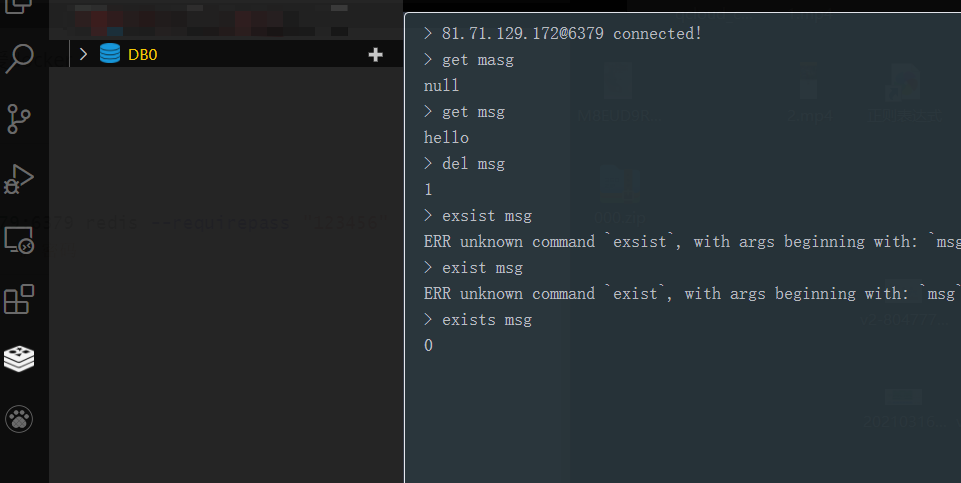 DB0
> 81.71.129.172@6379 connected!
> get masg
null
> get msg
hello
> del msg
1
> exsist msg
ERR unknown command `exsist`, with args beginning with: `msg
> exist msg
ERR unknown command `exist`, with args beginning with: `msg`
> exists msg
0